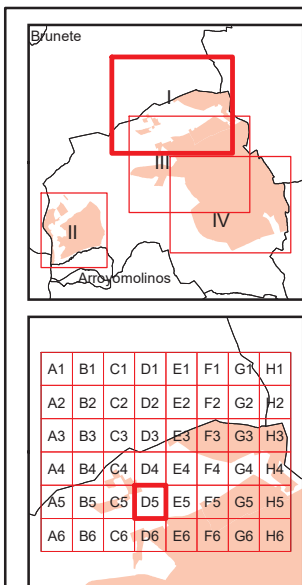 Brunete
I
III
II
IV
Arroyomolinos
A1 B1 C1 D1 E1 F1 G1 H1
A2 B2 C2 D2 E2 F2 G2 H2
A3 B3 C3 D3 E3 F3 G3 H3
A4 B4 C4 D4 E4 F4 G4 H4
A5 B5 C5 D5 E5 F5 G5 H5
A6 B6 C6 D6 E6 F6 G6 H6